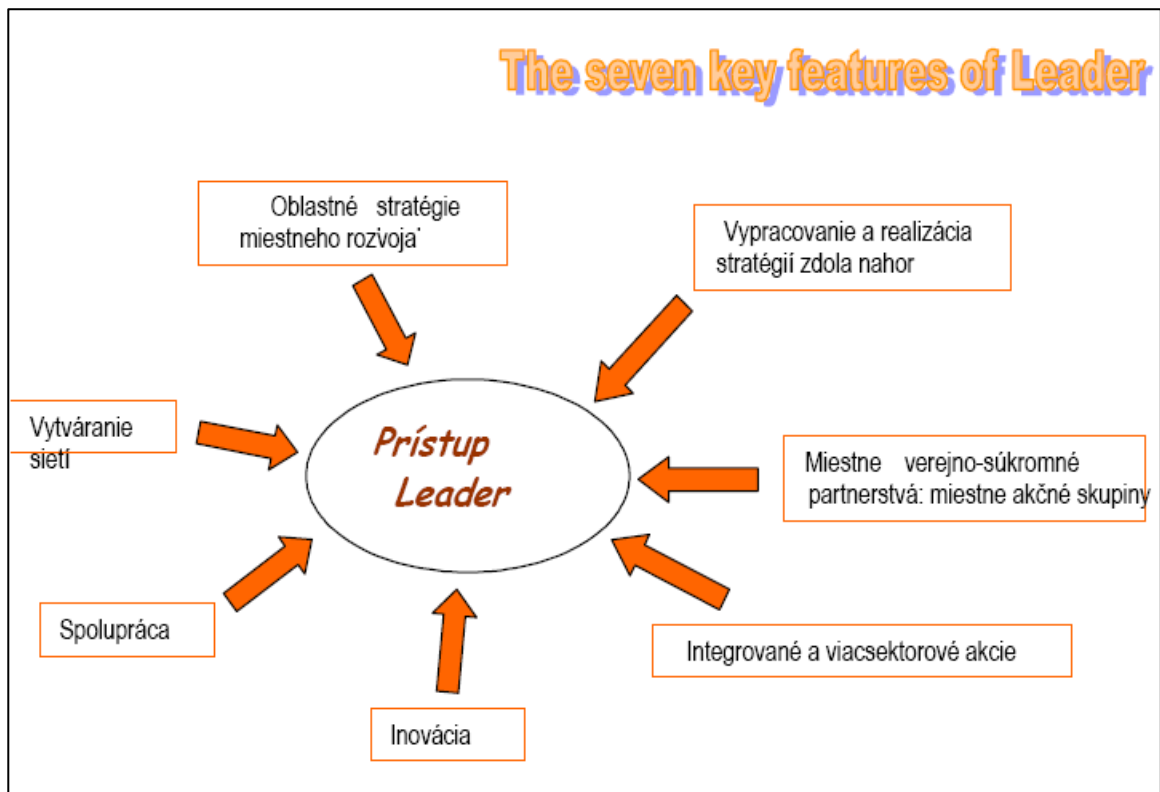 The seven key features of Leader
Oblastné stratégie
miestneho rozvoja
Vypracovanie a realizácia
stratégií zdola nahor
Vytváranie
sietí
Prístup
Leader
Miestne verejno-súkromné
partnerstvá: miestne akčné skupiny
Spolupráca
Integrované a viacsektorové akcie
Inovácia